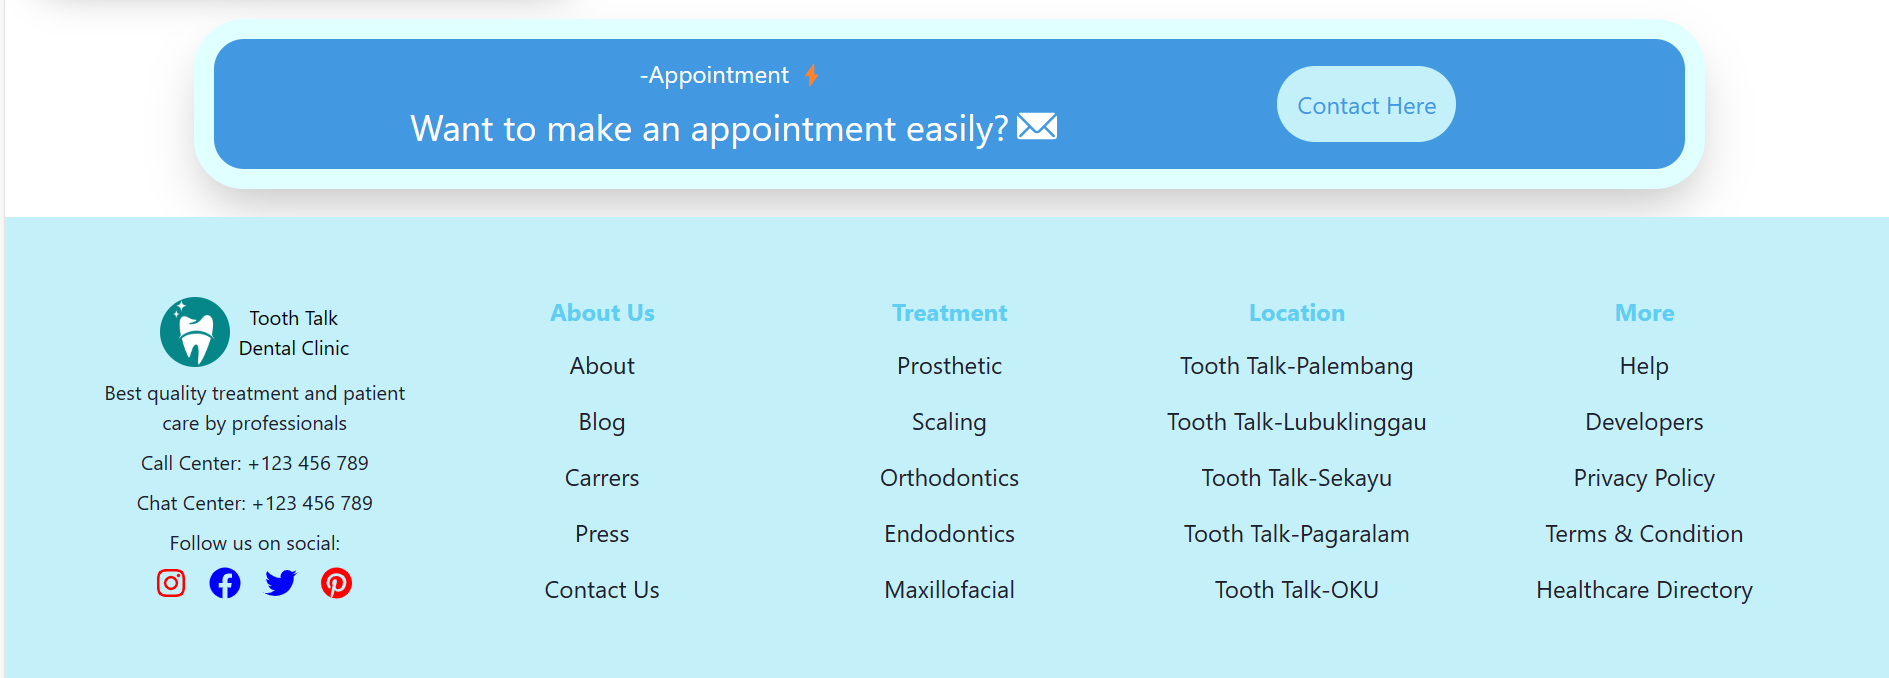 -Appointment
Want to make an appointment easily?
Contact Here
Tooth Talk
Dental Clinic
Best quality treatment and patient
care by professionals
Call Center: +123 456 789
Chat Center: +123 456 789
Follow us on social:
About Us
About
Blog
Carrers
Press
Contact Us
Treatment
Prosthetic
Scaling
Orthodontics
Endodontics
Maxillofacial
Location
Tooth Talk-Palembang
Tooth Talk-Lubuklinggau
Tooth Talk-Sekayu
Tooth Talk-Pagaralam
Tooth Talk-OKU
More
Help
Developers
Privacy Policy
Terms & Condition
Healthcare Directory